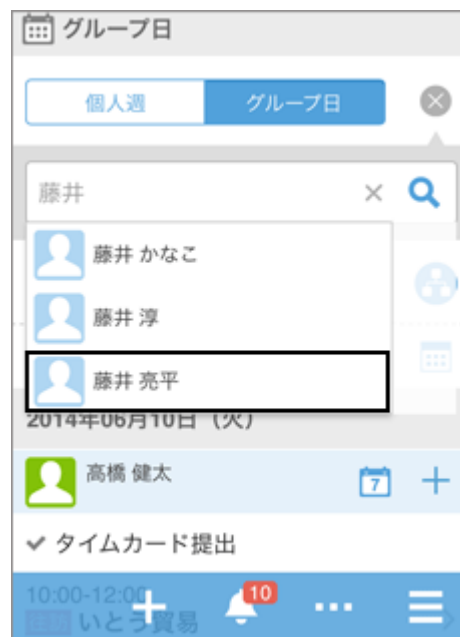 グループ日
個人週 グループ日
藤井
藤井 かなこ
藤井 淳
藤井 亮平
2014年06月10日（火）
高橋 健太
7
タイムカード提出
10
10:00-12:00
往訪 いとう貿易